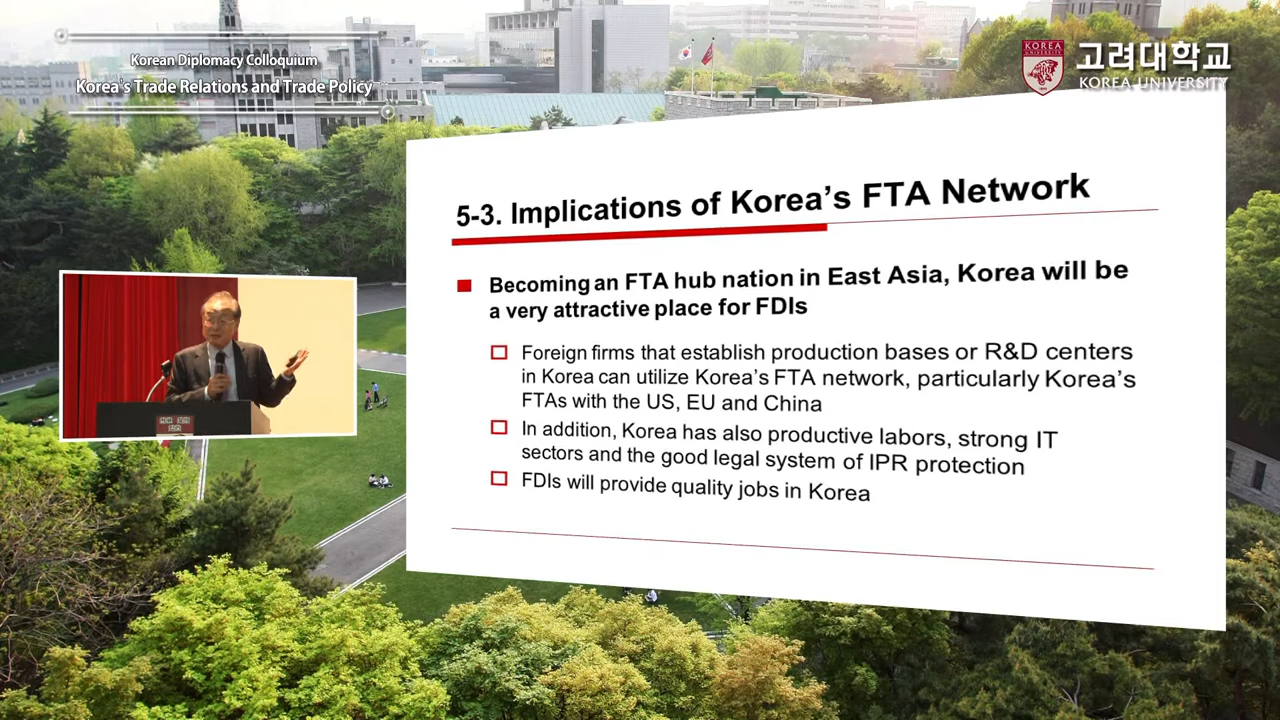 Korean Diplomacy Colloquium
Korea's Trade Relations and Trade Policy
KOREA
고려대학교
KOREA UNIVERSITY
5-3. Implications of Korea's FTA Network
Becoming an FTA hub nation in East Asia, Korea will be
a very attractive place for FDIs
Foreign firms that establish production bases or R&D centers
in Korea can utilize Korea's FTA network, particularly Korea's
FTAs with the US, EU and China
In addition, Korea has also productive labors, strong IT
sectors and the good legal system of IPR protection
FDIs will provide quality jobs in Korea